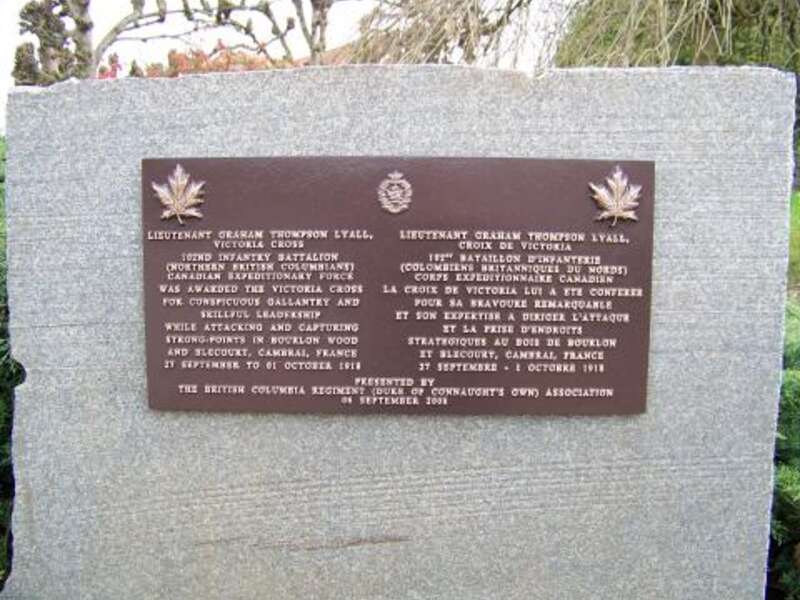 LIEUTENANT GRAHAM THOMPSON LYALL,
VICTORIA CROSS
102ND INFANTRY BATTALION
(NORTHERN BRITISH COLUMBIANS)
CANADIAN EXPEDITIONARY FORCE
WAS AWARDED THE VICTORIA CROSS
FOR CONSPICUOUS GALLANTRY AND
SKILLFUL LEADERSHIP
WHILE ATTACKING AND CAPTURING
STRONG-POINTS IN BOURLON WOOD
AND BLECOURT, CAMBRAI, FRANCE
27 SEPTEMBER TO 01 OCTOBER 1918
LIEUTENANT GRAHAM THOMPSON LYALL,
CROIX DE VICTORIA
102ME BATAILLON D'INFANTERIE
(COLOMBIENS BRITANNIQUES DU NORDS)
CORPS EXPEDITIONNAIRE CANADIEN
LA CROIX DE VICTORIA LUI A ETE CONFEREE
POUR SA BRAVOURE REMARQUABLE
ET SON EXPERTISE A DIRIGER L'ATTAQUE
ET LA PRISE D'ENDROITS
STRATEGIQUES AU BOIS DE BOURLON
ET BLECOURT, CAMBRAI, FRANCE
27 SEPTEMBRE - 1 OCTOBRE 1918
PRESENTED BY
THE BRITISH COLUMBIA REGIMENT (DUKE OF CONNAUGHT'S OWN) ASSOCIATION
SEPTEMBER 2008